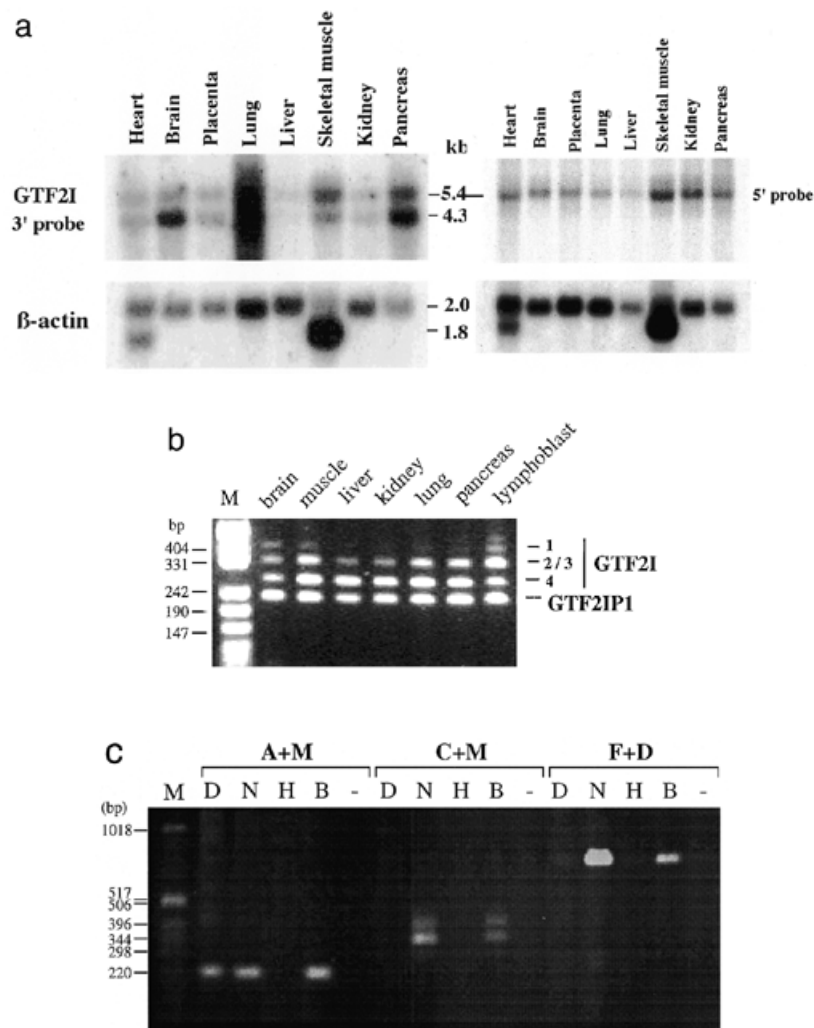 a
Heart Brain Placenta Lung Liver Skeletal muscle Kidney Pancreas
kb
Heart Brain Placenta Lung Liver Skeletal muscle Kidney Pancreas
GTF2I
3' probe
5.4
4.3
5' probe
ß-actin
2.0
1.8
b
M brain muscle liver kidney lung pancreas lymphoblast
bp
404
331
242
190
147
1
2/3
4
GTF2I
GTF2IP1
c
A+M C+M F+D
M D N H B - D N H B - D N H B -
(bp)
1018
517
506
396
344
298
220